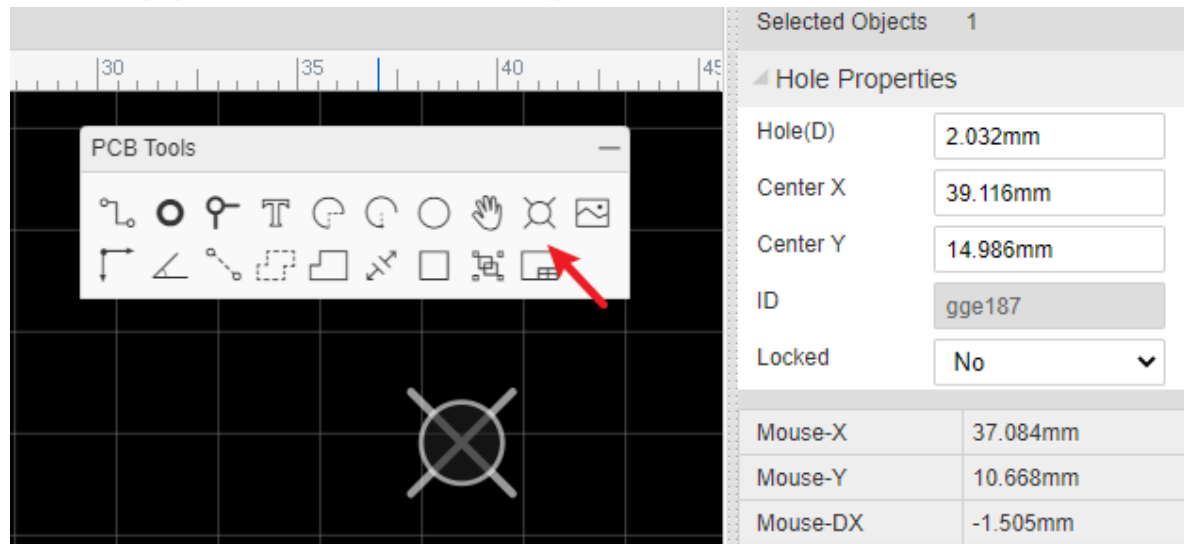 Selected Objects 1
30 35 40 45
Hole Properties
PCB Tools
Hole(D) 2.032mm
Center X 39.116mm
Center Y 14.986mm
ID gge187
Locked No
Mouse-X 37.084mm
Mouse-Y 10.668mm
Mouse-DX -1.505mm